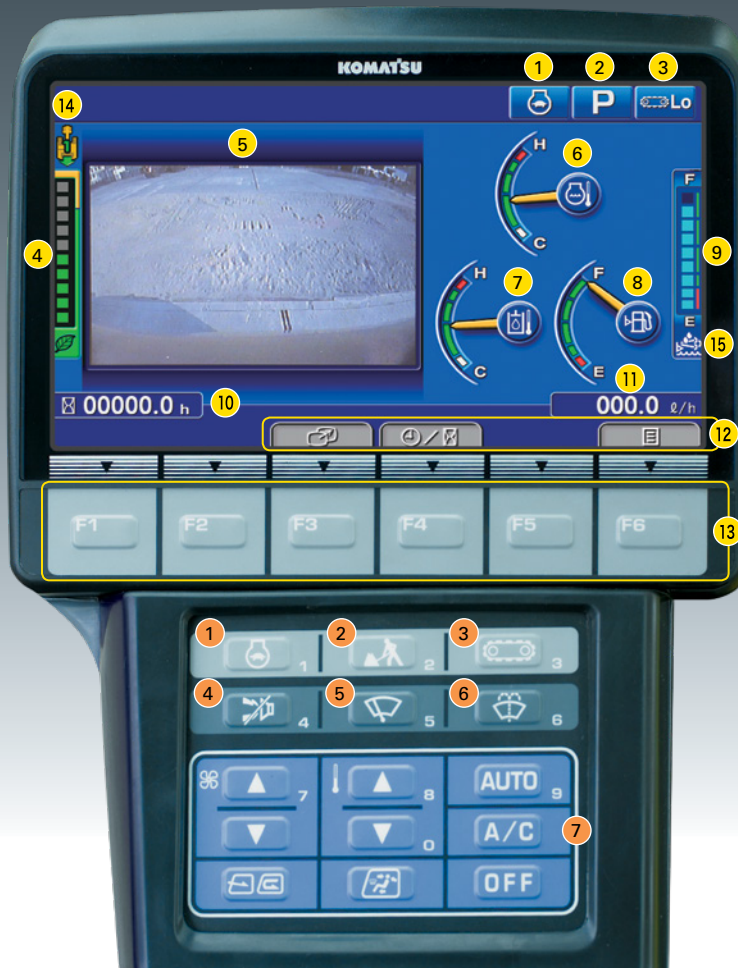 KOMATSU
1 2 3
P Lo
14
5
H
6
C
4
F
9
E
H
7
C
F
8
E
15
11
00000.0 h 10
000.0 ℓ/h
12
F1 F2 F3 F4 F5 F6
13
1 2 3
1 2 3
4 5 6
4 5 6
7 8 AUTO 9
0 A/C 7
OFF